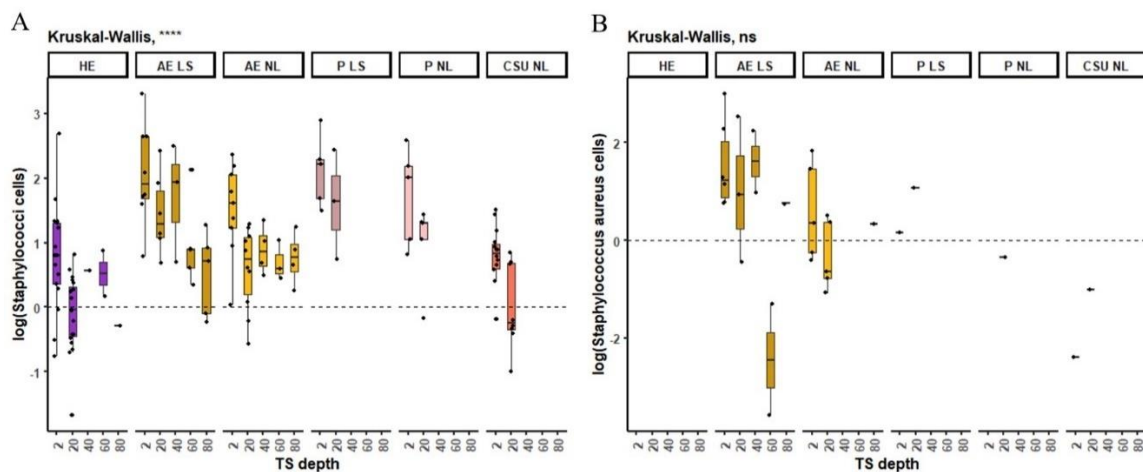 A
Kruskal-Wallis, ****
HE AE LS AE NL P LS P NL CSU NL
log(Staphylococci cells)
3
2
1
0
-1
2 20 40 60 80 2 20 40 60 80 2 20 40 60 80 2 20 40 60 80 2 20 40 60 80 2 20 40 60 80
TS depth
B
Kruskal-Wallis, ns
HE AE LS AE NL P LS P NL CSU NL
log(Staphylococcus aureus cells)
2
0
-2
2 20 40 60 80 2 20 40 60 80 2 20 40 60 80 2 20 40 60 80 2 20 40 60 80 2 20 40 60 80
TS depth